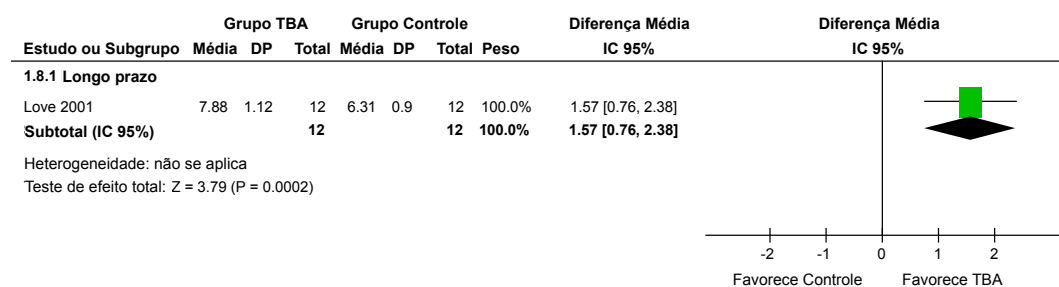 Grupo TBA Grupo Controle Diferença Média Diferença Média
Estudo ou Subgrupo Média DP Total Média DP Total Peso IC 95% IC 95%
1.8.1 Longo prazo
Love 2001 7.88 1.12 12 6.31 0.9 12 100.0% 1.57 [0.76, 2.38]
Subtotal (IC 95%) 12 12 100.0% 1.57 [0.76, 2.38]
Heterogeneidade: não se aplica
Teste de efeito total: Z = 3.79 (P = 0.0002)
-2 -1 0 1 2
Favorece Controle Favorece TBA